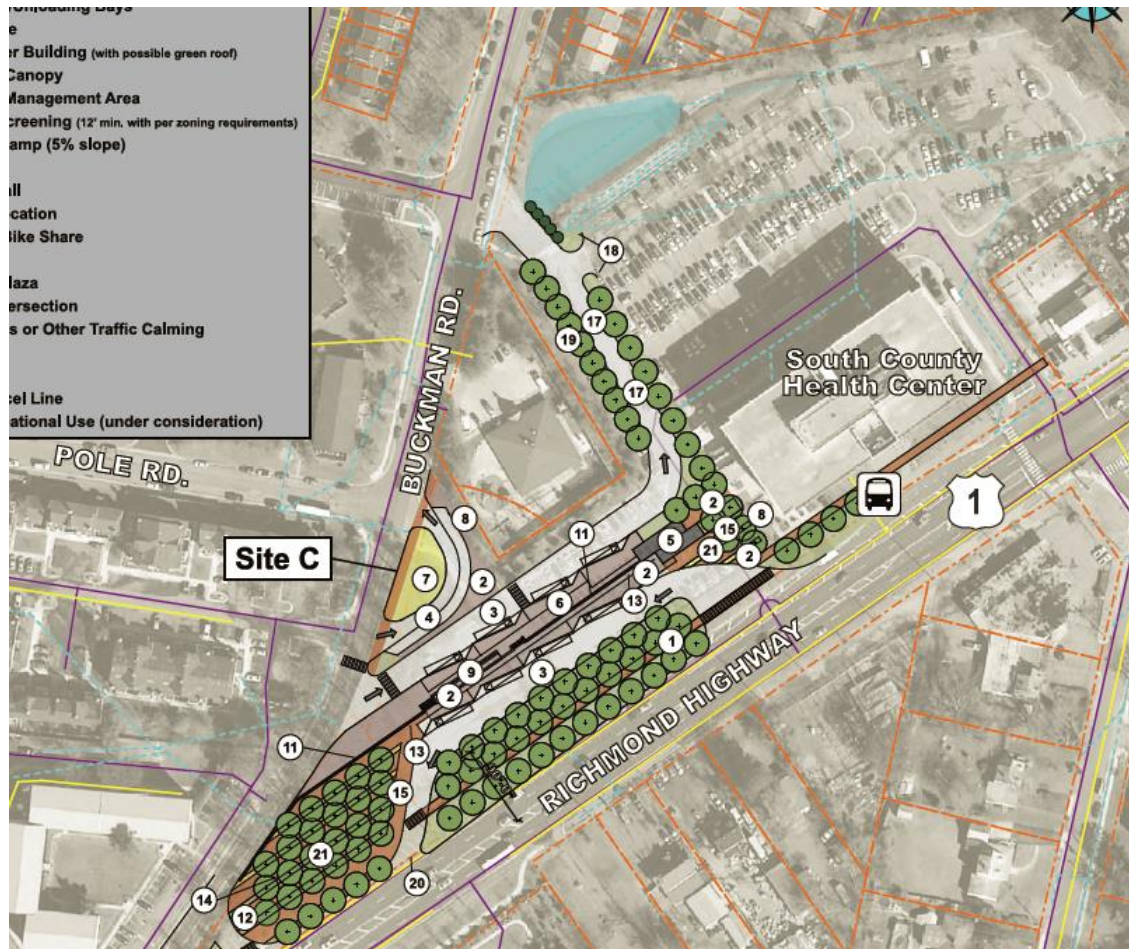 Unloading Bays
e
er Building (with possible green roof)
Canopy
Management Area
creening (12' min. with per zoning requirements)
amp (5% slope)
all
ocation
Bike Share
laza
ersection
s or Other Traffic Calming
cel Line
ational Use (under consideration)
18
BUCKMAN RD.
17
19
South County
Health Center
17
POLE RD.
1
2
8
8
11
15
Site C
5
21
2
7
2
2
6
13
4
3
1
9
3
2
RICHMOND HIGHWAY
11
13
15
21
20
14
12